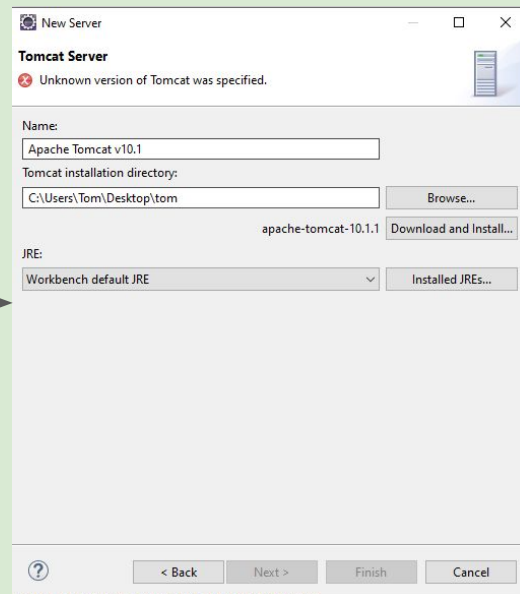 New Server
Tomcat Server
Unknown version of Tomcat was specified.
Name:
Apache Tomcat v10.1
Tomcat installation directory:
C:\Users\Tom\Desktop\tom
Browse...
apache-tomcat-10.1.1
Download and Install...
JRE:
Workbench default JRE
Installed JREs...
?
< Back
Next >
Finish
Cancel